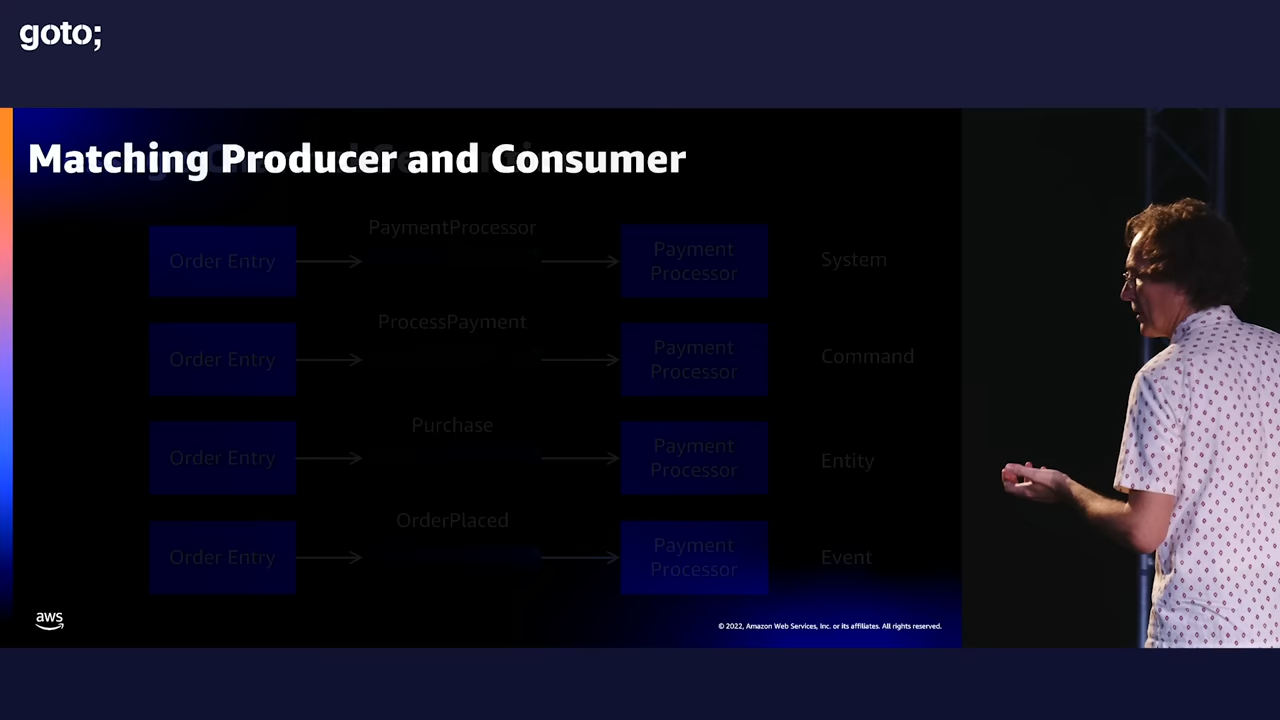 goto;
Matching Producer and Consumer
PaymentProcessor
Order Entry
Payment
Processor
System
ProcessPayment
Order Entry
Payment
Processor
Command
Purchase
Order Entry
Payment
Processor
Entity
OrderPlaced
Order Entry
Payment
Processor
Event
aws
© 2022, Amazon Web Services, Inc. or its affiliates. All rights reserved.